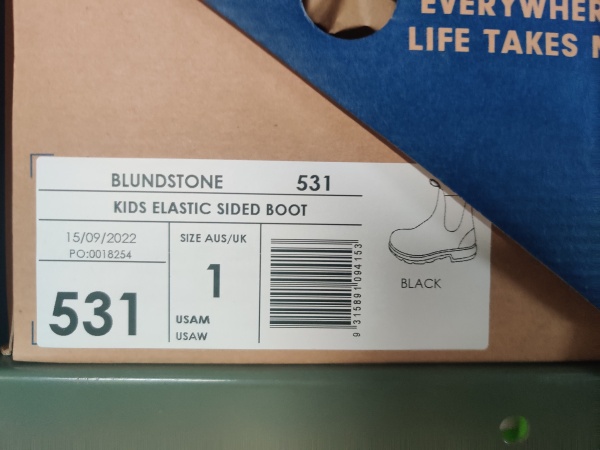 EVERYWHER
LIFE TAKES
BLUNDSTONE 531
KIDS ELASTIC SIDED BOOT
15/09/2022
PO:0018254
531
SIZE AUS/UK
1
USAM
USAW
9 315891 094153
BLACK